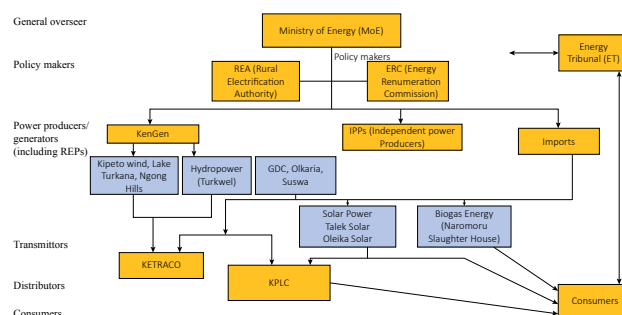 General overseer
Ministry of Energy (MoE)
Policy makers
Energy
Tribunal (ET)
Policy makers
REA (Rural
Electrification
Authority)
ERC (Energy
Renumeration
Commission)
Power producers/
generators
(including REPs)
KenGen
IPPs (Independent power
Producers)
Imports
Kipeto wind, Lake
Turkana, Ngong
Hills
Hydropower
(Turkwel)
GDC, Olkaria,
Suswa
Solar Power
Talek Solar
Oleika Solar
Biogas Energy
(Naromoru
Slaughter House)
Transmittors
KETRACO
Distributors
KPLC
Consumers
Consumers